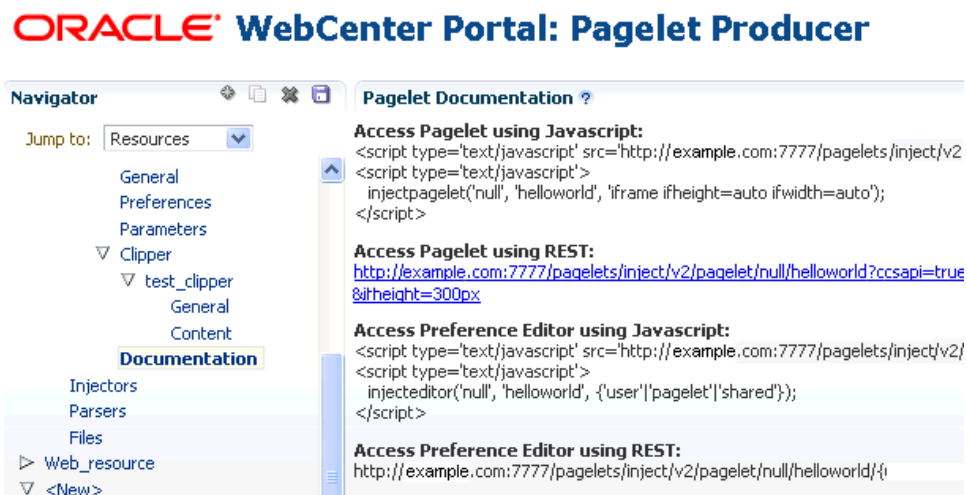 ORACLE WebCenter Portal: Pagelet Producer
Navigator
Jump to: Resources
General
Preferences
Parameters
Clipper
test_clipper
General
Content
Documentation
Injectors
Parsers
Files
Web_resource
<New>
Pagelet Documentation ?
Access Pagelet using Javascript:
<script type='text/javascript' src='http://example.com:7777/pagelets/inject/v2
<script type='text/javascript'>
injectpagelet('null', 'helloworld', 'iframe ifheight=auto ifwidth=auto');
</script>
Access Pagelet using REST:
http://example.com:7777/pagelets/inject/v2/pagelet/null/helloworld?ccsapi=true
&ifheight=300px
Access Preference Editor using Javascript:
<script type='text/javascript' src='http://example.com:7777/pagelets/inject/v2/
<script type='text/javascript'>
injecteditor('null', 'helloworld', {'user'|'pagelet'|'shared'});
</script>
Access Preference Editor using REST:
http://example.com:7777/pagelets/inject/v2/pagelet/null/helloworld/{